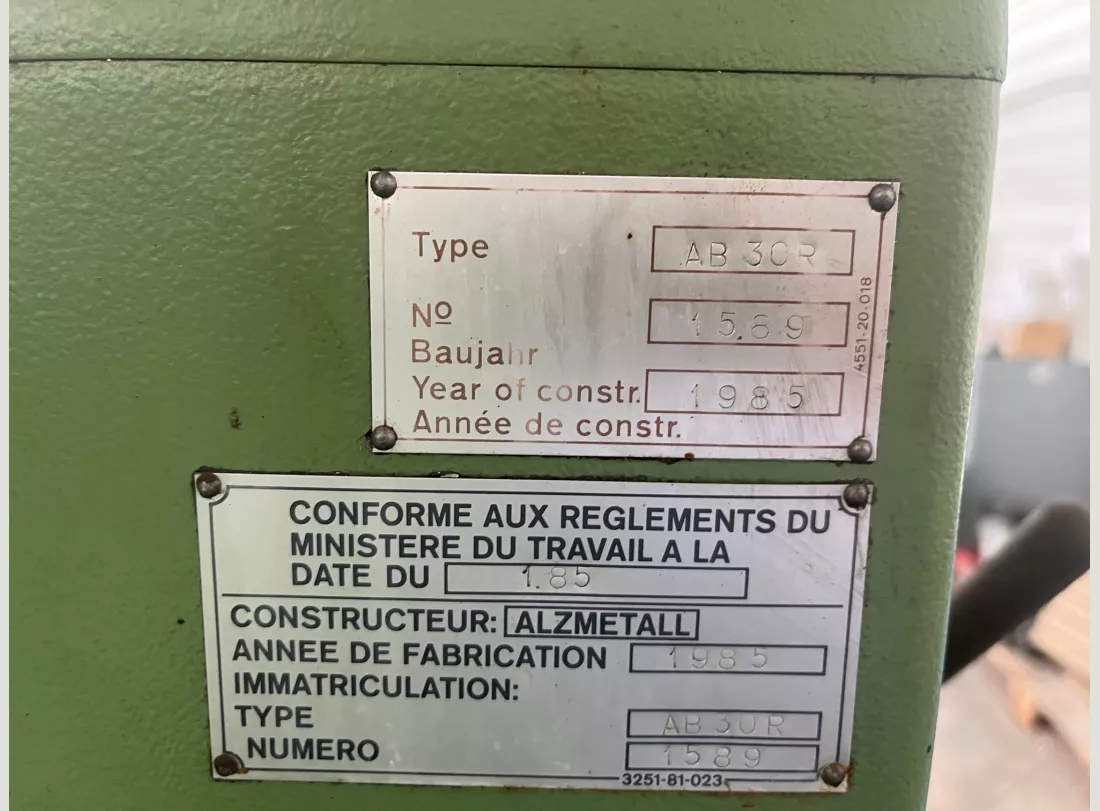 Type AB 30R
Nº 1589
Baujahr
Year of constr. 1985
Année de constr.
4551-20-018
CONFORME AUX REGLEMENTS DU
MINISTERE DU TRAVAIL A LA
DATE DU 1.85
CONSTRUCTEUR: ALZMETALL
ANNEE DE FABRICATION 1985
IMMATRICULATION:
TYPE AB 30R
NUMERO 1589
3251-81-023